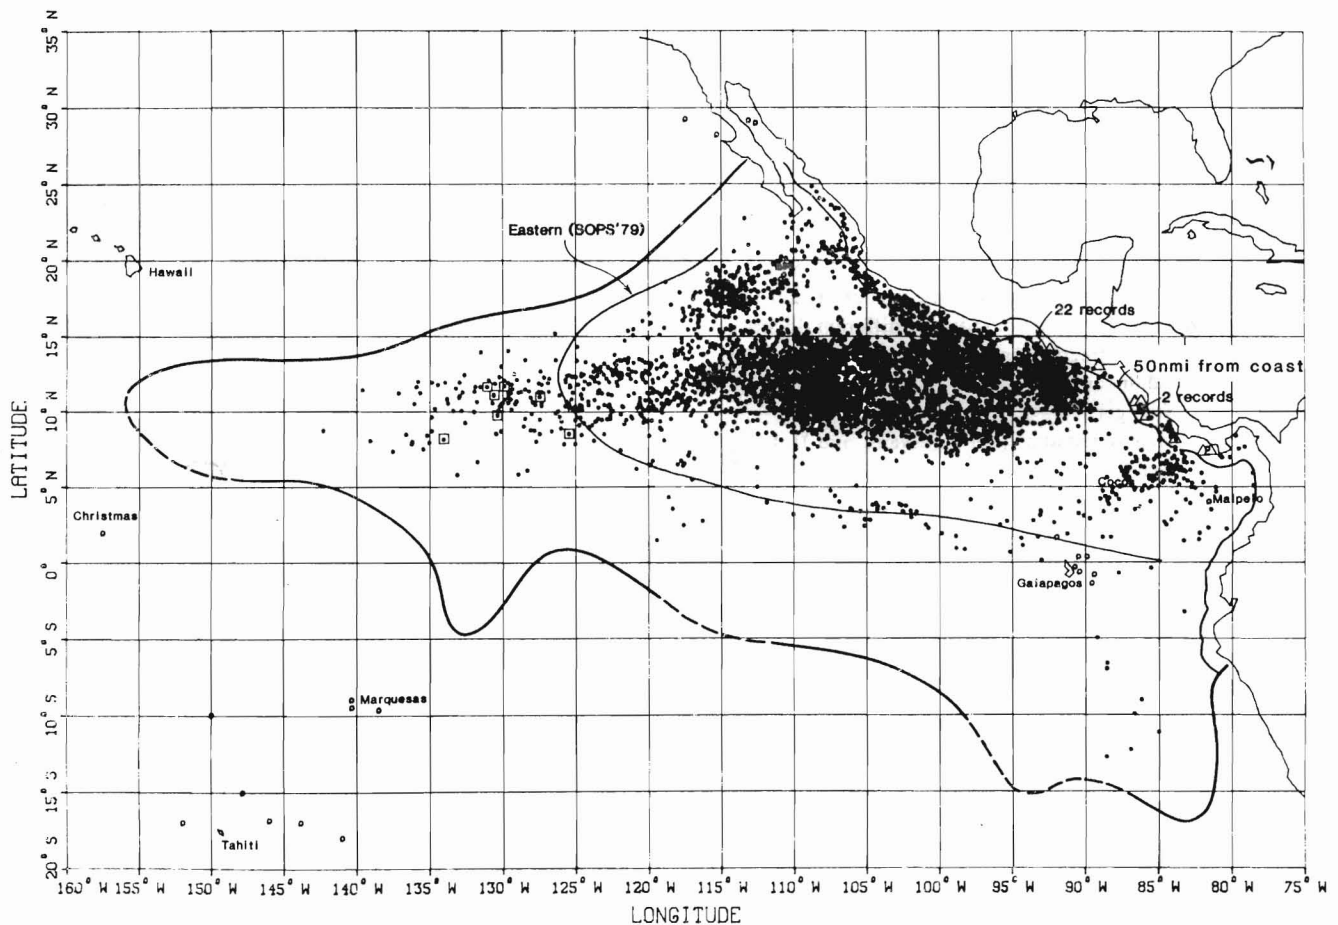 35° N
30° N
25° N
20° N
15° N
10° N
5° N
0°
5° S
10° S
15° S
20° S
LATITUDE.
Eastern (SOPS'79)
Hawaii
22 records
50nmi from coast
2 records
Cocos
Malpelo
Christmas
Galapagos
Marquesas
Tahiti
160° W 155° W 150° W 145° W 140° W 135° W 130° W 125° W 120° W 115° W 110° W 105° W 100° W 95° W 90° W 85° W 80° W 75° W
LONGITUDE